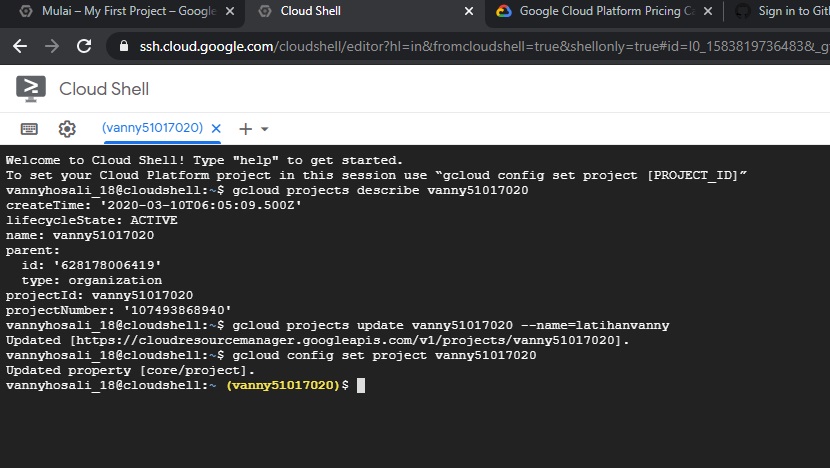 Mulai – My First Project – Google
Cloud Shell
Google Cloud Platform Pricing Ca
Sign in to Gitl
ssh.cloud.google.com/cloudshell/editor?hl=in&fromcloudshell=true&shellonly=true#id=I0_1583819736483&_g
Cloud Shell
(vanny51017020)
Welcome to Cloud Shell! Type "help" to get started.
To set your Cloud Platform project in this session use “gcloud config set project [PROJECT_ID]”
vannyhosali_18@cloudshell:~$ gcloud projects describe vanny51017020
createTime: '2020-03-10T06:05:09.500Z'
lifecycleState: ACTIVE
name: vanny51017020
parent:
  id: '628178006419'
  type: organization
projectId: vanny51017020
projectNumber: '107493868940'
vannyhosali_18@cloudshell:~$ gcloud projects update vanny51017020 --name=latihanvanny
Updated [https://cloudresourcemanager.googleapis.com/v1/projects/vanny51017020].
vannyhosali_18@cloudshell:~$ gcloud config set project vanny51017020
Updated property [core/project].
vannyhosali_18@cloudshell:~ (vanny51017020)$